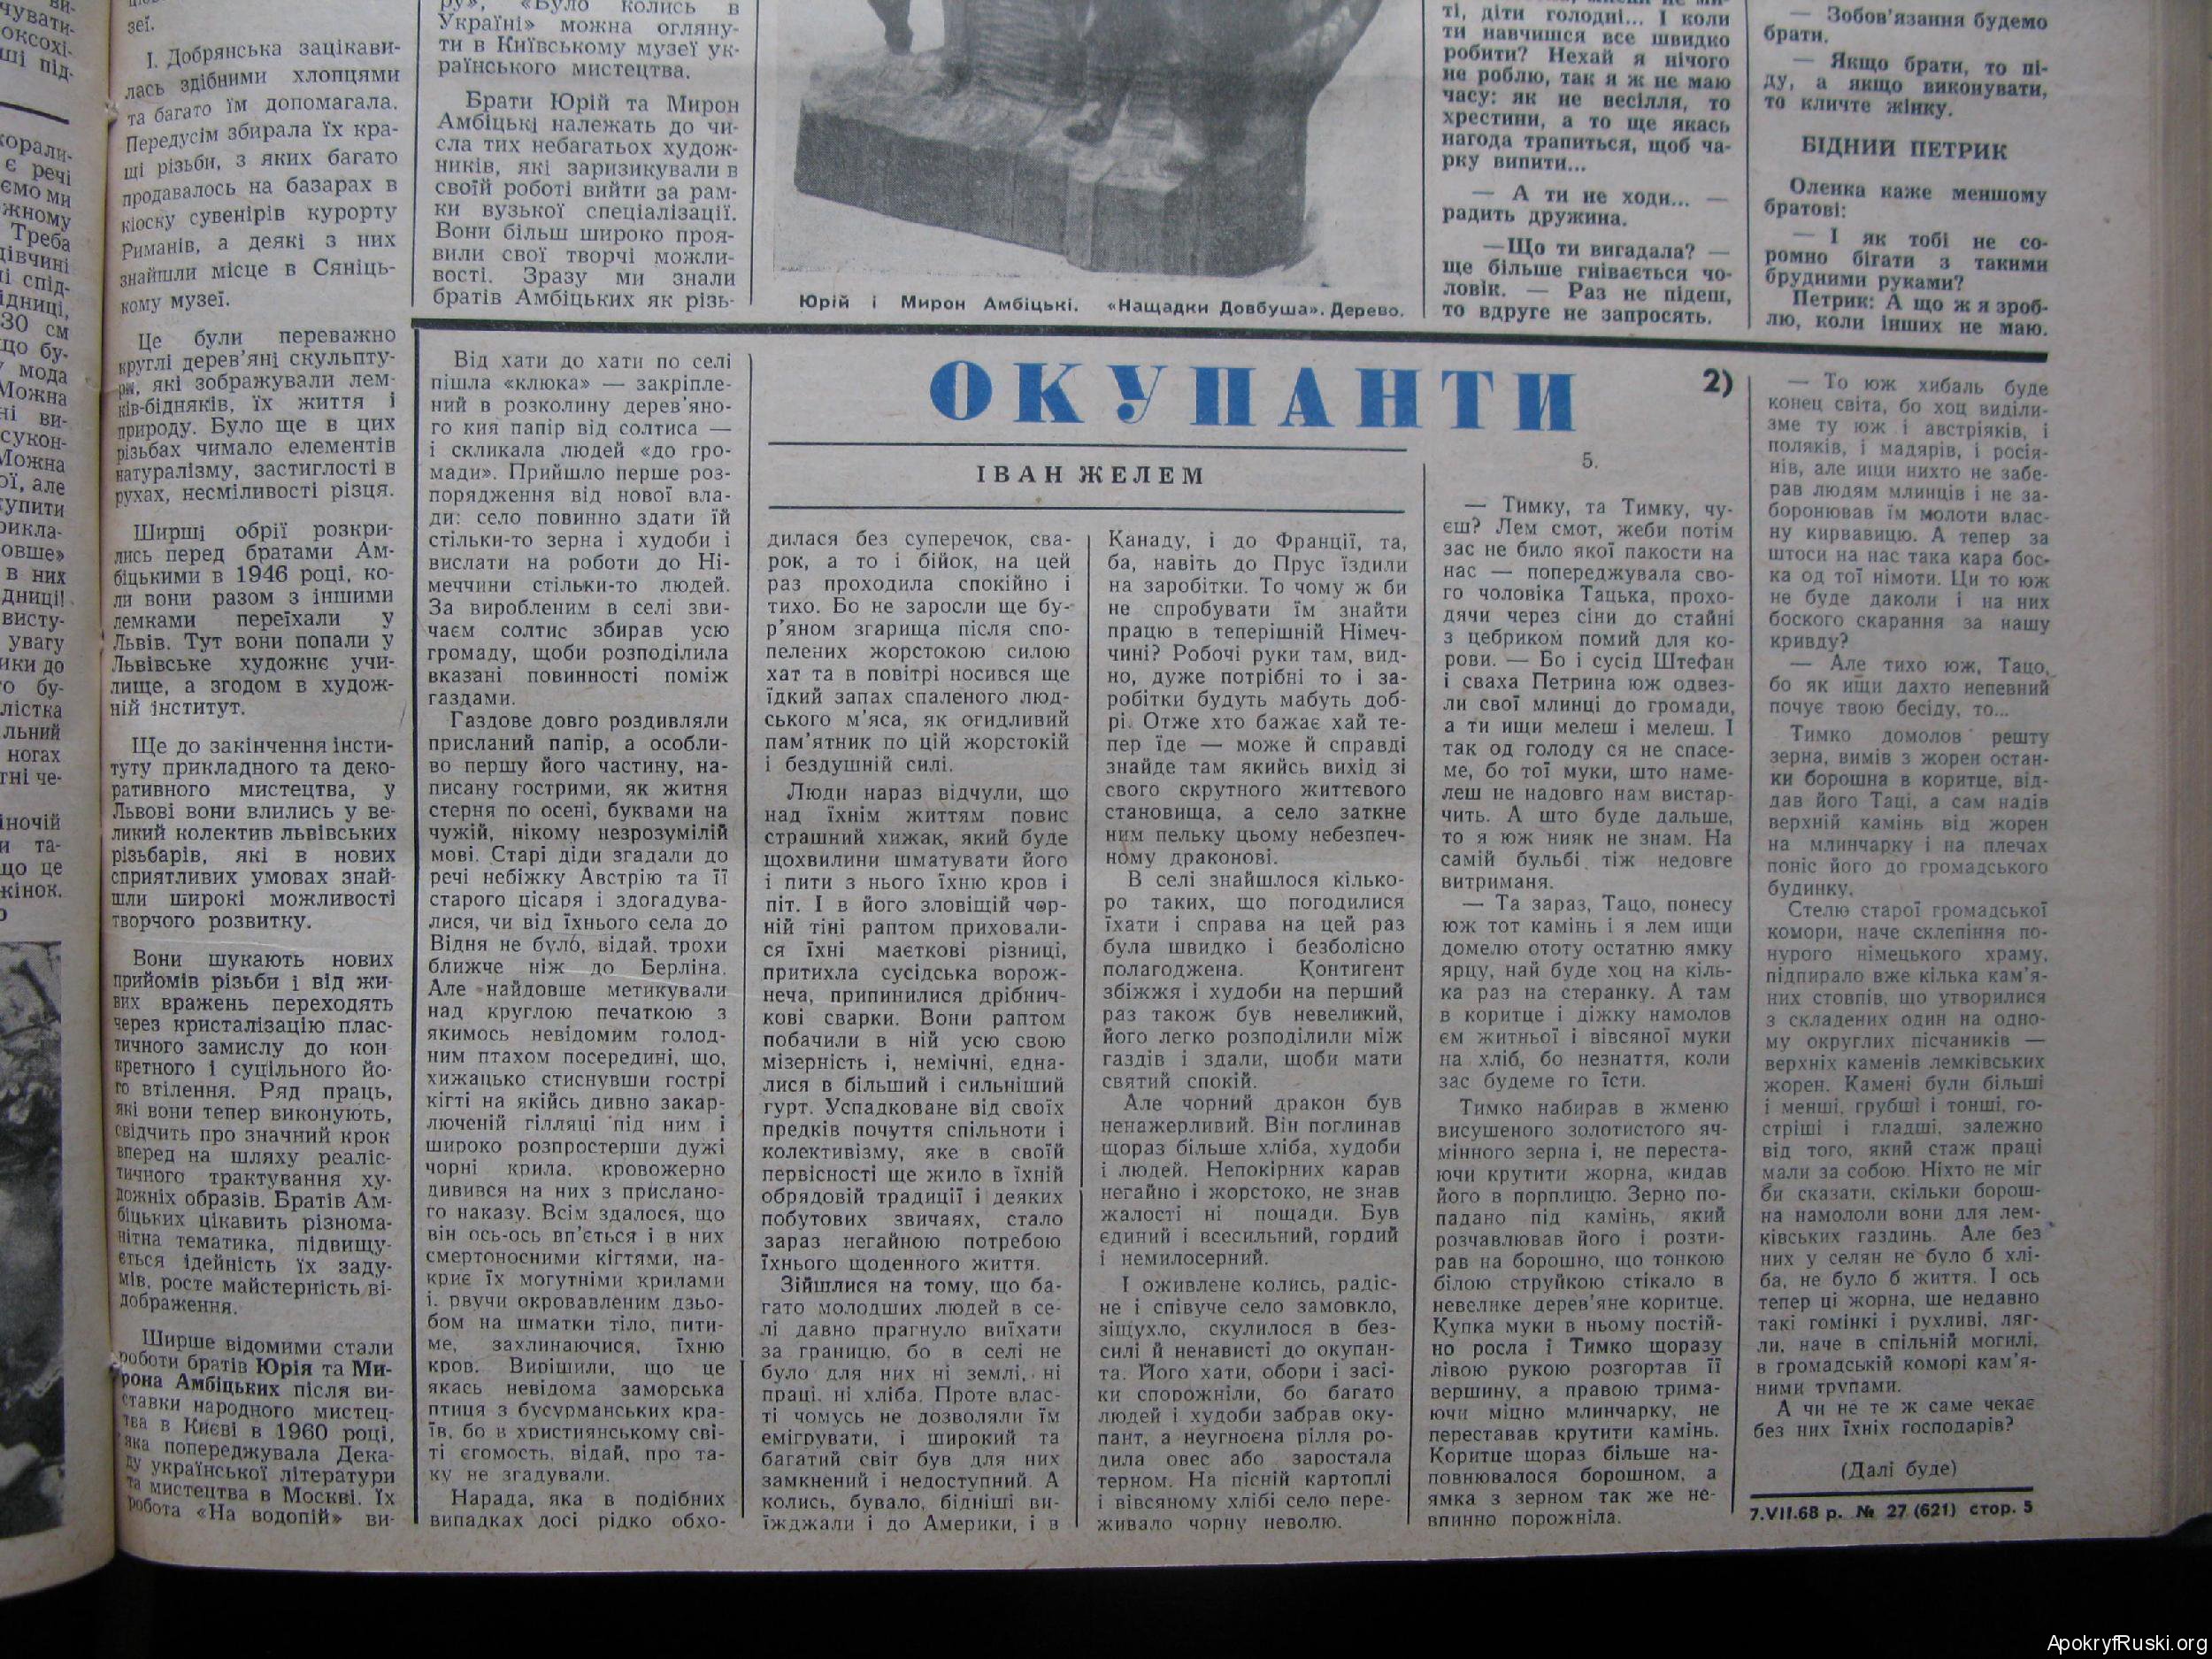 ви-
чувати-
оксохі-
ші під-
корали-
є речі
ємо ми
жному
Треба
дівчині
і спід-
ідниці,
30 см
що бу-
мода
Можна
ні ви-
сукон-
Можна
ої, але
упити
рикла-
овше»
в них
дниці!
висту-
увагу
ики до
о бу-
лістка
льний
ногах
тні че-
іночій
и та-
що це
жінок.
зеї.
І. Добрянська зацікави-
лась здібними хлопцями
та багато їм допомагала.
Передусім збирала їх кра-
щі різьби, з яких багато
продавалось на базарах в
кіоску сувенірів курорту
Риманів, а деякі з них
знайшли місце в Сяніць-
кому музеї.
Це були переважно
круглі дерев'яні скульпту-
ри, які зображували лем-
ків-бідняків, їх життя і
природу. Було ще в цих
різьбах чимало елементів
натуралізму, застиглості в
рухах, несміливості різця.
Ширші обрії розкри-
лись перед братами Ам-
біцькими в 1946 році, ко-
ли вони разом з іншими
лемками переїхали у
Львів. Тут вони попали у
Львівське художнє учи-
лище, а згодом в худож-
ній інститут.
Ще до закінчення інсти-
туту прикладного та деко-
ративного мистецтва, у
Львові вони влились у ве-
ликий колектив львівських
різьбарів, які в нових
сприятливих умовах знай-
шли широкі можливості
творчого розвитку.
Вони шукають нових
прийомів різьби і від жи-
вих вражень переходять
через кристалізацію плас-
тичного замислу до кон
кретного і суцільного йо-
го втілення. Ряд праць,
які вони тепер виконують,
свідчить про значний крок
вперед на шляху реаліс-
тичного трактування ху-
дожніх образів. Братів Ам-
біцьких цікавить різнома-
нітна тематика, підвищу-
ється ідейність їх заду-
мів, росте майстерність ві-
дображення.
Ширше відомими стали
роботи братів Юрія та Ми-
рона Амбіцьких після ви-
ставки народного мистец-
тва в Києві в 1960 році,
яка попереджувала Дека-
ду української літератури
та мистецтва в Москві. Їх
робота «На водопій» ви-
ру», «Було колись в
Україні» можна огляну-
ти в Київському музеї ук-
раїнського мистецтва.
Брати Юрій та Мирон
Амбіцькі належать до чи-
сла тих небагатьох худож-
ників, які заризикували в
своїй роботі вийти за рам-
ки вузької спеціалізації.
Вони більш широко проя-
вили свої творчі можли-
вості. Зразу ми знали
братів Амбіцьких як різь-
Юрій і Мирон Амбіцькі. «Нащадки Довбуша». Дерево.
ті, діти голодні... І коли
ти навчишся все швидко
робити? Нехай я нічого
не роблю, так я ж не маю
часу: як не весілля, то
хрестини, а то ще якась
нагода трапиться, щоб ча-
рку випити...
— А ти не ходи... —
радить дружина.
—Що ти вигадала? —
ще більше гнівається чо-
ловік. — Раз не підеш,
то вдруге не запросять.
— Зобов'язання будемо
брати.
— Якщо брати, то пі-
ду, а якщо виконувати,
то кличте жінку.
БІДНИЙ ПЕТРИК
Оленка каже меншому
братові:
— І як тобі не со-
ромно бігати з такими
брудними руками?
Петрик: А що ж я зроб-
лю, коли інших не маю.
ОКУПАНТИ
2)
ІВАН ЖЕЛЕМ
Від хати до хати по селі
пішла «клюка» — закріпле-
ний в розколину дерев'яно-
го кия папір від солтиса —
і скликала людей «до гро-
мади». Прийшло перше роз-
порядження від нової вла-
ди: село повинно здати їй
стільки-то зерна і худоби і
вислати на роботи до Ні-
меччини стільки-то людей.
За виробленим в селі зви-
чаєм солтис збирав усю
громаду, щоби розподілила
вказані повинності поміж
газдами.
Газдове довго роздивляли
присланий папір, а особли-
во першу його частину, на-
писану гострими, як житня
стерня по осені, буквами на
чужій, нікому незрозумілій
мові. Старі діди згадали до
речі небіжку Австрію та її
старого цісаря і здогадува-
лися, чи від їхнього села до
Відня не було, відай, трохи
ближче ніж до Берліна.
Але найдовше метикували
над круглою печаткою з
якимось невідомим голод-
ним птахом посередині, що,
хижацько стиснувши гострі
кігті на якійсь дивно закар-
люченій гілляці під ним і
широко розпростерши дужі
чорні крила, кровожерно
дивився на них з прислано-
го наказу. Всім здалося, що
він ось-ось вп'ється і в них
смертоносними кігтями, на-
криє їх могутніми крилами
і, рвучи окровавленим дзьо-
бом на шматки тіло, пити-
ме, захлинаючися, їхню
кров. Вирішили, що це
якась невідома заморська
птиця з бусурманських кра-
їв, бо в християнському сві-
ті єгомость, відай, про та-
ку не згадували.
Нарада, яка в подібних
випадках досі рідко обхо-
дилася без суперечок, сва-
рок, а то і бійок, на цей
раз проходила спокійно і
тихо. Бо не заросли ще бу-
р'яном згарища після спо-
пелених жорстокою силою
хат та в повітрі носився ще
їдкий запах спаленого люд-
ського м'яса, як огидливий
пам'ятник по цій жорстокій
і бездушній силі.
Люди нараз відчули, що
над їхнім життям повис
страшний хижак, який буде
щохвилини шматувати його
і пити з нього їхню кров і
піт. І в його зловіщій чор-
ній тіні раптом приховали-
ся їхні маєткові різниці,
притихла сусідська ворож-
неча, припинилися дрібнич-
кові сварки. Вони раптом
побачили в ній усю свою
мізерність і, немічні, єдна-
лися в більший і сильніший
гурт. Успадковане від своїх
предків почуття спільноти і
колективізму, яке в своїй
первісності ще жило в їхній
обрядовій традиції і деяких
побутових звичаях, стало
зараз негайною потребою
їхнього щоденного життя.
Зійшлися на тому, що ба-
гато молодших людей в се-
лі давно прагнуло виїхати
за границю, бо в селі не
було для них ні землі, ні
праці, ні хліба. Проте влас-
ті чомусь не дозволяли їм
емігрувати, і широкий та
багатий світ був для них
замкнений і недоступний. А
колись, бувало, бідніші ви-
їжджали і до Америки, і в
Канаду, і до Франції, та,
ба, навіть до Прус їздили
на заробітки. То чому ж би
не спробувати їм знайти
працю в теперішній Німеч-
чині? Робочі руки там, вид-
но, дуже потрібні то і за-
робітки будуть мабуть доб-
рі. Отже хто бажає хай те-
пер їде — може й справді
знайде там якийсь вихід зі
свого скрутного життєвого
становища, а село заткне
ним пельку цьому небезпеч-
ному драконові.
В селі знайшлося кілько-
ро таких, що погодилися
їхати і справа на цей раз
була швидко і безболісно
полагоджена. Контигент
збіжжя і худоби на перший
раз також був невеликий,
його легко розподілили між
газдів і здали, щоби мати
святий спокій.
Але чорний дракон був
ненажерливий. Він поглинав
щораз більше хліба, худоби
і людей. Непокірних карав
негайно і жорстоко, не знав
жалості ні пощади. Був
єдиний і всесильний, гордий
і немилосерний.
І оживлене колись, радіс-
не і співуче село замовкло,
зіщухло, скулилося в без-
силі й ненависті до окупан-
та. Його хати, обори і засі-
ки спорожніли, бо багато
людей і худоби забрав оку-
пант, а неугноєна рілля ро-
дила овес або заростала
терном. На пісній картоплі
і вівсяному хлібі село пере-
живало чорну неволю.
5.
— Тимку, та Тимку, чу-
єш? Лем смот, жеби потім
зас не било якої пакости на
нас — попереджувала сво-
го чоловіка Тацька, прохо-
дячи через сіни до стайні
з цебриком помий для ко-
рови. — Бо і сусід Штефан
і сваха Петрина юж одвез-
ли свої млинці до громади,
а ти ищи мелеш і мелеш. І
так од голоду ся не спасе-
ме, бо тої муки, што наме-
леш не надовго нам вистар-
чить. А што буде дальше,
то я юж нияк не знам. На
самій бульбі тіж недовге
витриманя.
— Та зараз, Тацо, понесу
юж тот камінь і я лем ищи
домелю ототу остатню ямку
ярцу, най буде хоц на кіль-
ка раз на стеранку. А там
в коритце і діжку намолов
єм житньої і вівсяної муки
на хліб, бо незнаття, коли
зас будеме го їсти.
Тимко набирав в жменю
висушеного золотистого яч-
мінного зерна і, не переста-
ючи крутити жорна, кидав
його в порплицю. Зерно по-
падано під камінь, який
розчавлював його і розти-
рав на борошно, що тонкою
білою струйкою стікало в
невелике дерев'яне коритце.
Купка муки в ньому постій-
но росла і Тимко щоразу
лівою рукою розгортав її
вершину, а правою трима-
ючи міцно млинчарку, не
переставав крутити камінь.
Коритце щораз більше на-
повнювалося борошном, а
ямка з зерном так же не-
впинно порожніла.
— То юж хибаль буде
конец світа, бо хоц виділи-
зме ту юж і австріяків, і
поляків, і мадярів, і росія-
нів, але ищи нихто не забе-
рав людям млинців і не за-
боронював їм молоти влас-
ну кирвавицю. А тепер за
штоси на нас така кара бос-
ка од тої німоти. Ци то юж
не буде даколи і на них
боского скарання за нашу
кривду?
— Але тихо юж, Тацо,
бо як ищи дахто непевний
почує твою бесіду, то...
Тимко домолов решту
зерна, вимів з жорен остан-
ки борошна в коритце, від-
дав його Таці, а сам надів
верхній камінь від жорен
на млинчарку і на плечах
поніс його до громадського
будинку.
Стелю старої громадської
комори, наче склепіння по-
нурого німецького храму,
підпирало вже кілька кам'я-
них стовпів, що утворилися
з складених один на одно-
му округлих пісчаників —
верхніх каменів лемківських
жорен. Камені були більші
і менші, грубші і тонші, го-
стріші і гладші, залежно
від того, який стаж праці
мали за собою. Ніхто не міг
би сказати, скільки борош-
на намололи вони для лем-
ківських газдинь. Але без
них у селян не було б хлі-
ба, не було б життя. І ось
тепер ці жорна, ще недавно
такі гомінкі і рухливі, ляг-
ли, наче в спільній могилі,
в громадській коморі кам'я-
ними трупами.
А чи не те ж саме чекає
без них їхніх господарів?
(Далі буде)
7.VII.68 р. № 27 (621) стор. 5
ApokryfRuski.org